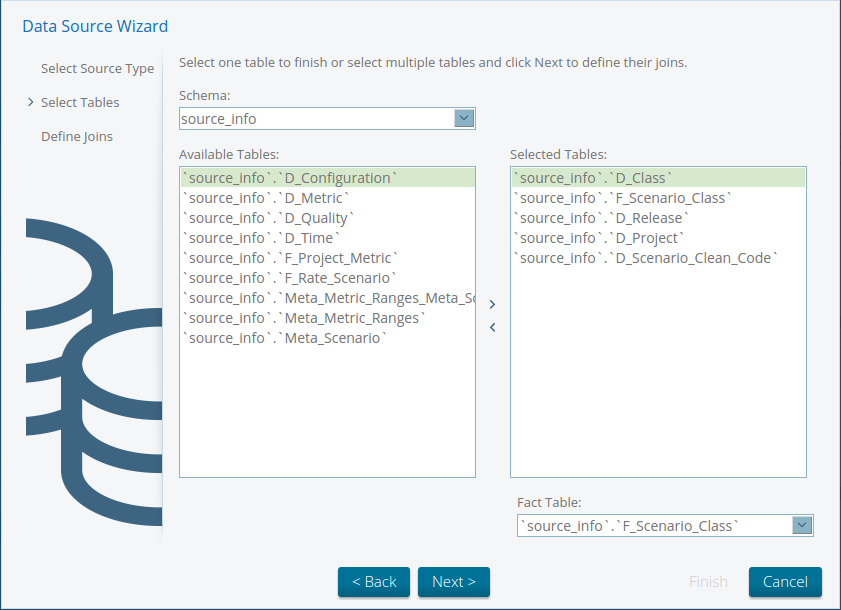 Data Source Wizard
Select Source Type
> Select Tables
Define Joins
Select one table to finish or select multiple tables and click Next to define their joins.
Schema:
source_info
Available Tables:
`source_info`.`D_Configuration`
`source_info`.`D_Metric`
`source_info`.`D_Quality`
`source_info`.`D_Time`
`source_info`.`F_Project_Metric`
`source_info`.`F_Rate_Scenario`
`source_info`.`Meta_Metric_Ranges_Meta_Sc
`source_info`.`Meta_Metric_Ranges`
`source_info`.`Meta_Scenario`
>
<
Selected Tables:
`source_info`.`D_Class`
`source_info`.`F_Scenario_Class`
`source_info`.`D_Release`
`source_info`.`D_Project`
`source_info`.`D_Scenario_Clean_Code`
Fact Table:
`source_info`.`F_Scenario_Class`
< Back
Next >
Finish
Cancel